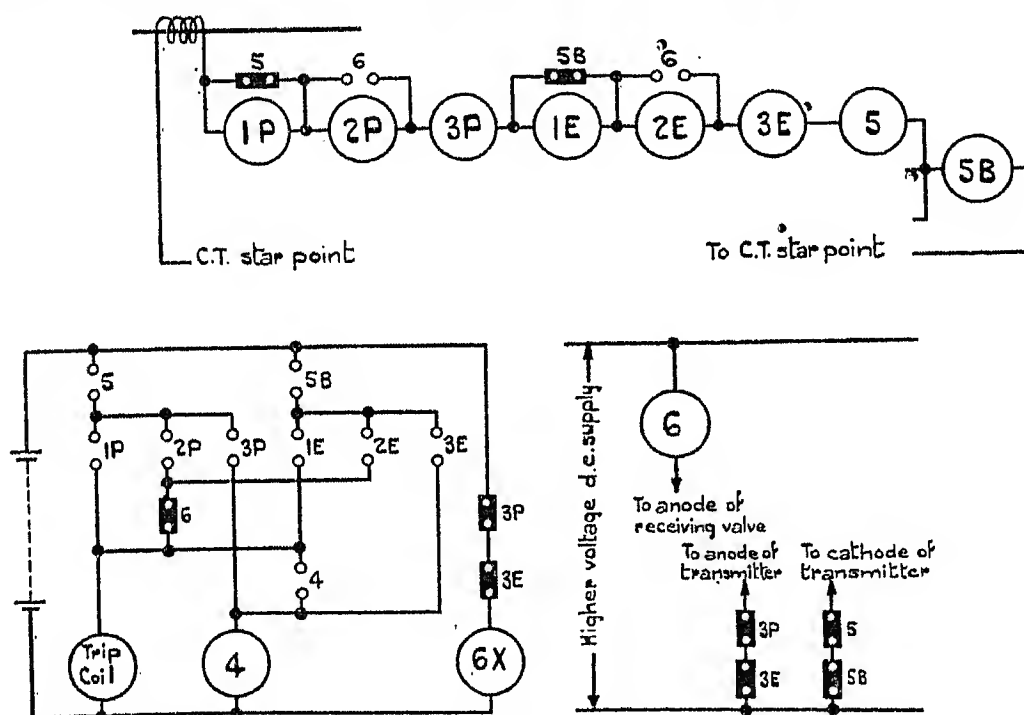 5 6 5B 6
1P 2P 3P 1E 2E 3E 5 5B
C.T. star point
To C.T. star point
5 5B
1P 2P 3P 1E 2E 3E
6
4
3P
3E
Trip
Coil
4
6X
Higher voltage d.c. supply
6
To anode of
receiving valve
To anode of
transmitter
To cathode of
transmitter
3P 5
3E 5B